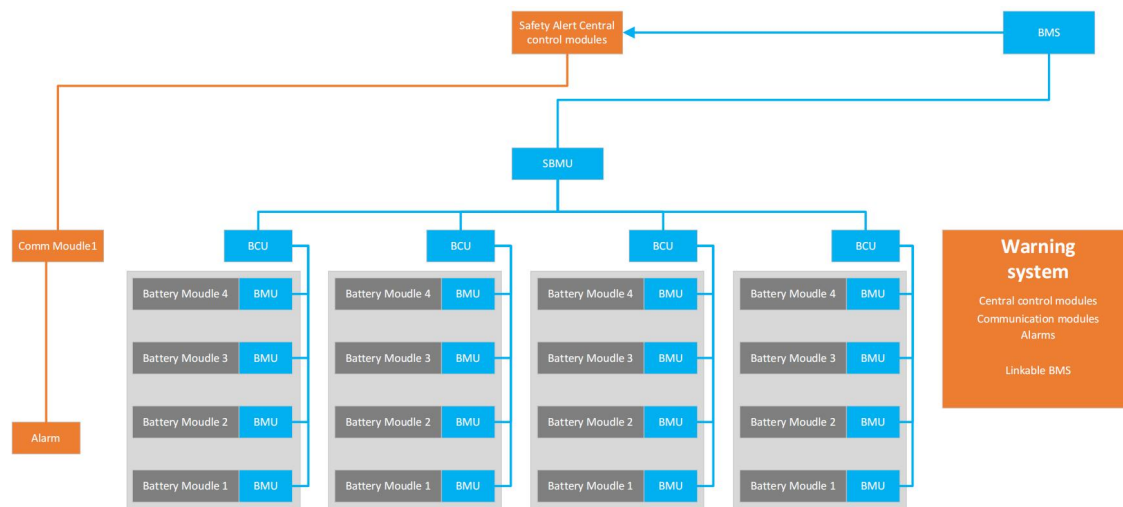 Safety Alert Central
control modules
BMS
SBMU
Comm Moudle1
BCU
BCU
BCU
BCU
Warning
system
Central control modules
Communication modules
Alarms
Linkable BMS
Battery Moudle 4 BMU
Battery Moudle 4 BMU
Battery Moudle 4 BMU
Battery Moudle 4 BMU
Battery Moudle 3 BMU
Battery Moudle 3 BMU
Battery Moudle 3 BMU
Battery Moudle 3 BMU
Alarm
Battery Moudle 2 BMU
Battery Moudle 2 BMU
Battery Moudle 2 BMU
Battery Moudle 2 BMU
Battery Moudle 1 BMU
Battery Moudle 1 BMU
Battery Moudle 1 BMU
Battery Moudle 1 BMU